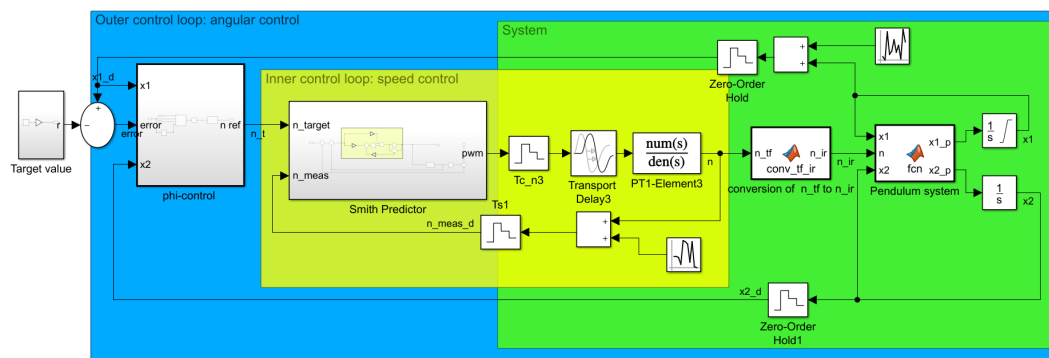 Outer control loop: angular control
System
x1_d
Inner control loop: speed control
Zero-Order
Hold
+
+
+
−
r
Target value
error
x1
error
x2
n ref
n_t
phi-control
n_target
n_meas
pwm
Smith Predictor
Tc_n3
Transport
Delay3
num(s)
den(s)
PT1-Element3
n
n_tf
n_ir
conv_tf_ir
conversion of n_tf to n_ir
n_ir
x1
n
x2
x1_p
x2_p
fcn
Pendulum system
1
s
x1
1
s
x2
Ts1
n_meas_d
+
+
x2_d
Zero-Order
Hold1